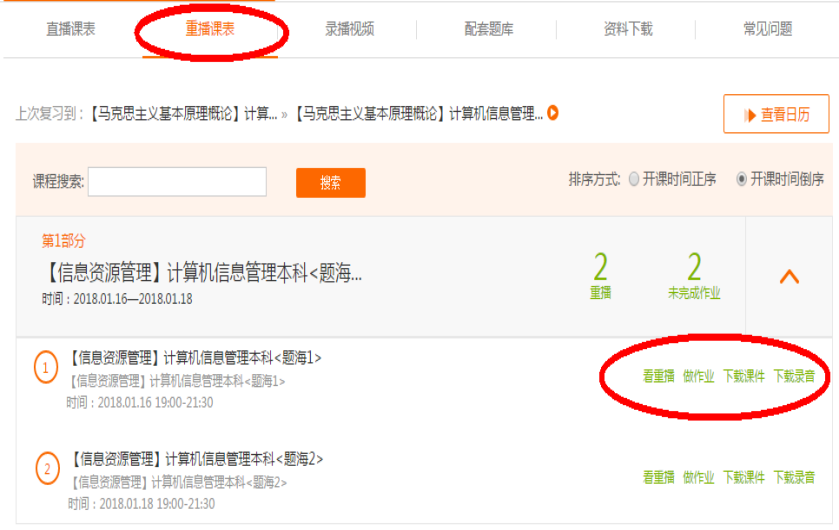 直播课表 重播课表 录播视频 配套题库 资料下载 常见问题
上次复习到：【马克思主义基本原理概论】计算... » 【马克思主义基本原理概论】计算机信息管理... 查看日历
课程搜索: 搜索 排序方式: 开课时间正序 开课时间倒序
第1部分
【信息资源管理】计算机信息管理本科<题海...
时间：2018.01.16—2018.01.18
2 重播
2 未完成作业
1 【信息资源管理】计算机信息管理本科<题海1>
【信息资源管理】计算机信息管理本科<题海1>
时间：2018.01.16 19:00-21:30
看重播 做作业 下载课件 下载录音
2 【信息资源管理】计算机信息管理本科<题海2>
【信息资源管理】计算机信息管理本科<题海2>
时间：2018.01.18 19:00-21:30
看重播 做作业 下载课件 下载录音